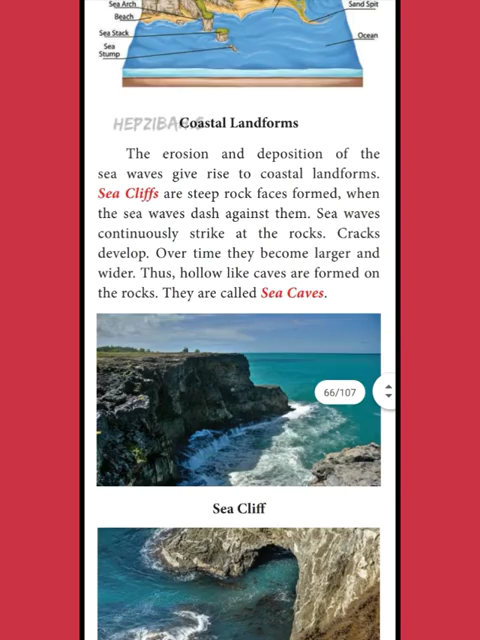 Sea Arch
Sand Spit
Beach
Sea Stack
Ocean
Sea
Stump
HEPZIBA
Coastal Landforms
The erosion and deposition of the
sea waves give rise to coastal landforms.
Sea Cliffs are steep rock faces formed, when
the sea waves dash against them. Sea waves
continuously strike at the rocks. Cracks
develop. Over time they become larger and
wider. Thus, hollow like caves are formed on
the rocks. They are called Sea Caves.
66/107
Sea Cliff